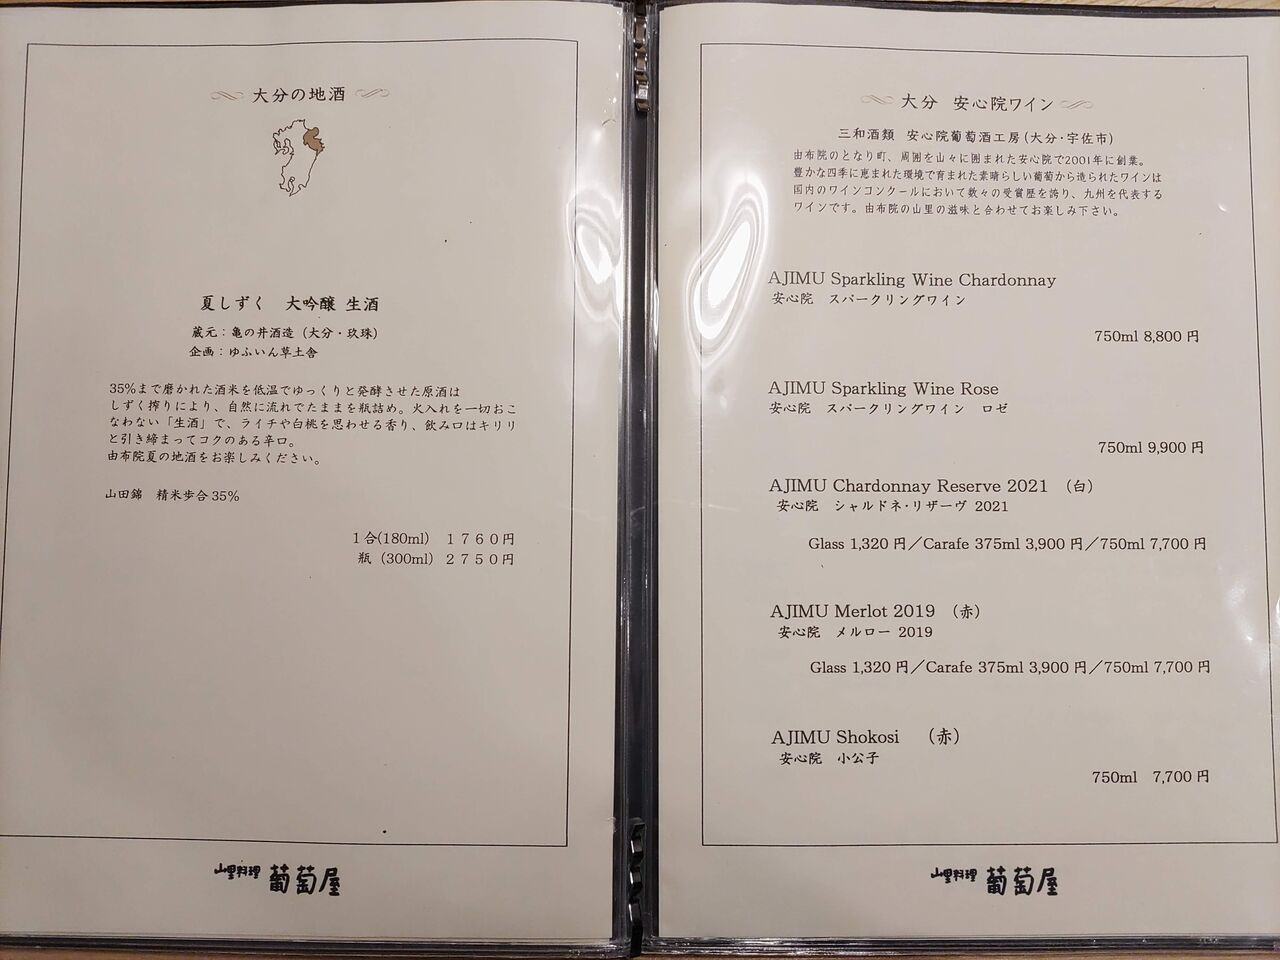 大分の地酒
夏しずく 大吟醸 生酒
蔵元：亀の井酒造（大分・玖珠）
企画：ゆふいん草土舎
35%まで磨かれた酒米を低温でゆっくりと発酵させた原酒は
しずく搾りにより、自然に流れでたままを瓶詰め。火入れを一切おこ
なわない「生酒」で、ライチや白桃を思わせる香り、飲み口はキリリ
と引き締まってコクのある辛口。
由布院夏の地酒をお楽しみください。
山田錦 精米歩合35%
１合(180ml) １７６０円
瓶 (300ml) ２７５０円
山里料理 葡萄屋
大分 安心院ワイン
三和酒類 安心院葡萄酒工房(大分・宇佐市)
由布院のとなり町、周囲を山々に囲まれた安心院で2001年に創業。
豊かな四季に恵まれた環境で育まれた素晴らしい葡萄から造られたワインは
国内のワインコンクールにおいて数々の受賞歴を誇り、九州を代表する
ワインです。由布院の山里の滋味と合わせてお楽しみ下さい。
AJIMU Sparkling Wine Chardonnay
安心院 スパークリングワイン
750ml 8,800 円
AJIMU Sparkling Wine Rose
安心院 スパークリングワイン ロゼ
750ml 9,900 円
AJIMU Chardonnay Reserve 2021 （白）
安心院 シャルドネ・リザーヴ 2021
Glass 1,320 円／Carafe 375ml 3,900 円／750ml 7,700 円
AJIMU Merlot 2019 （赤）
安心院 メルロー 2019
Glass 1,320 円／Carafe 375ml 3,900 円／750ml 7,700 円
AJIMU Shokosi （赤）
安心院 小公子
750ml 7,700 円
山里料理 葡萄屋